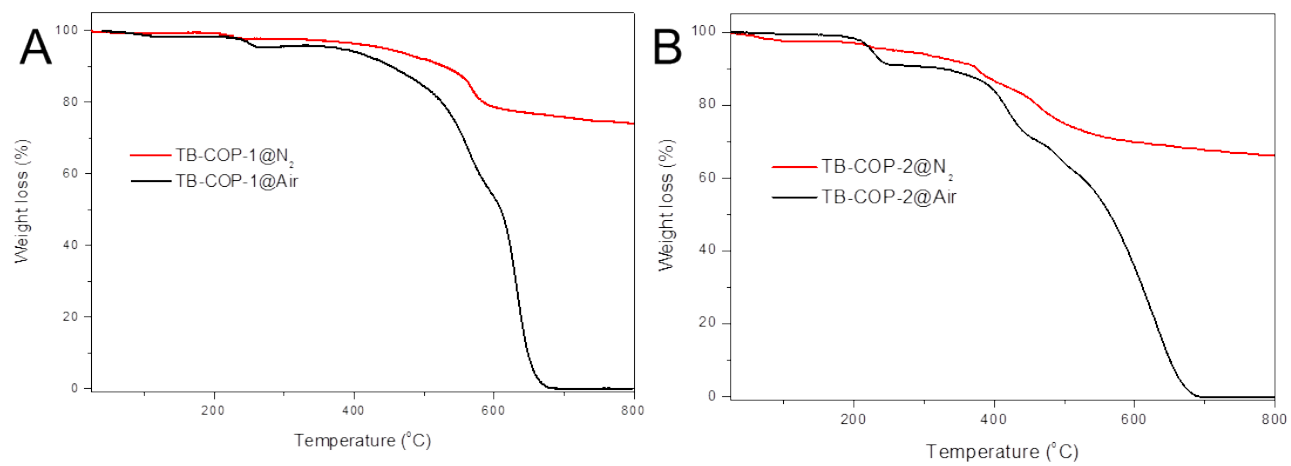 A
100
80
60
40
20
0
Weight loss (%)
TB-COP-1@N₂
TB-COP-1@Air
200
400
600
800
Temperature (°C)
B
100
80
60
40
20
0
Weight loss (%)
TB-COP-2@N₂
TB-COP-2@Air
200
400
600
800
Temperature (°C)